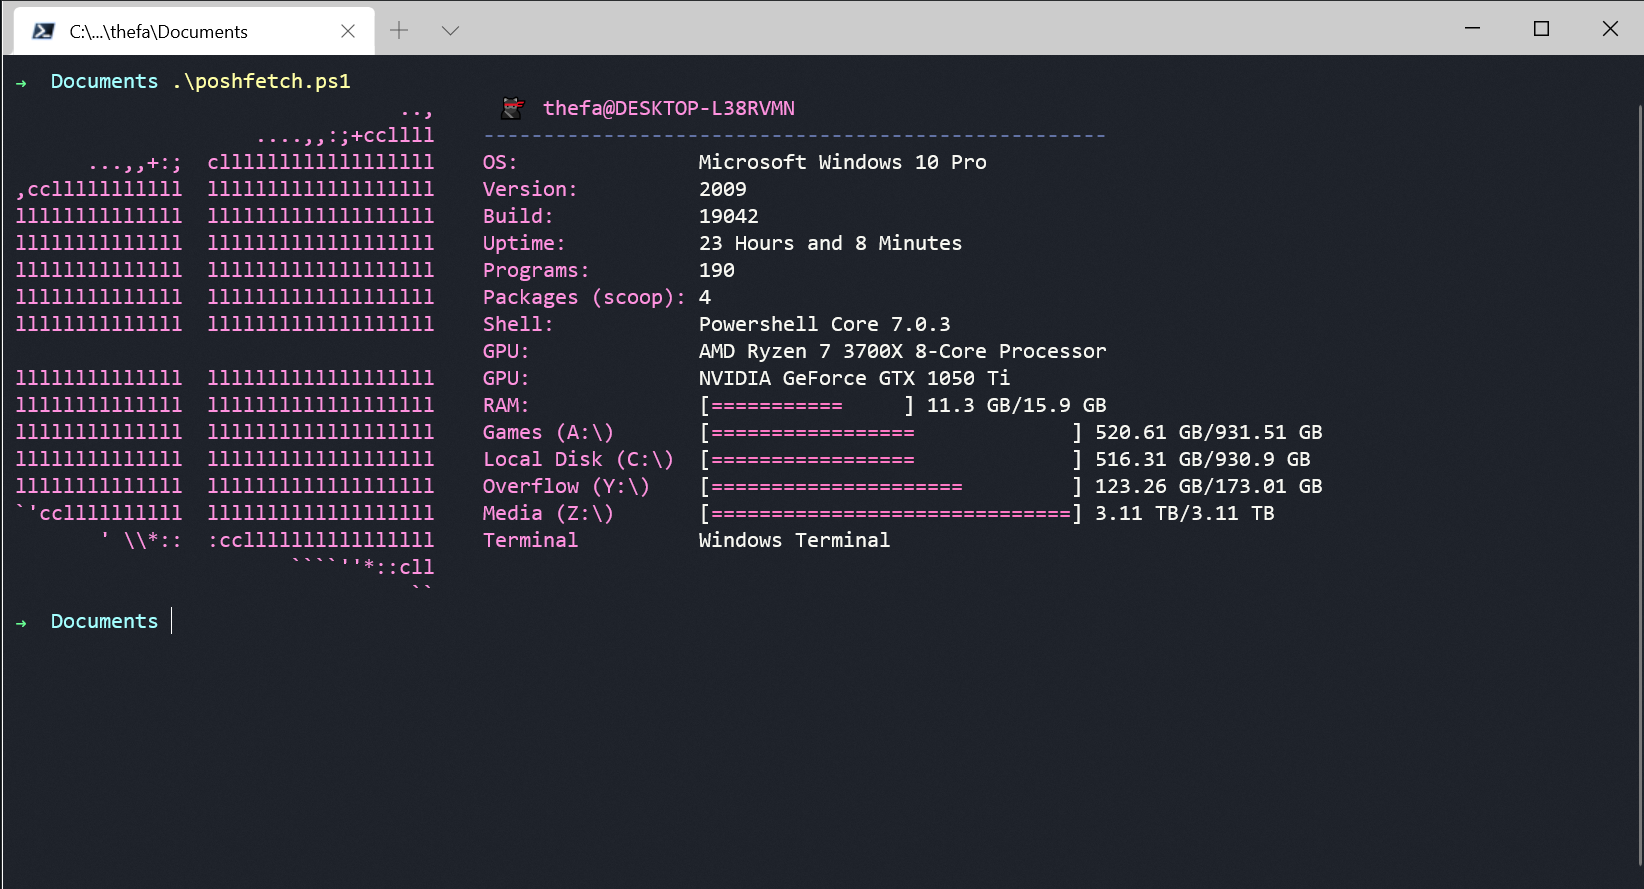 C:\...\thefa\Documents
→  Documents .\poshfetch.ps1
                                ..,     thefa@DESKTOP-L38RVMN
                    ....,,:;+ccllll    ----------------------------------------------------
      ...,,+:;  cllllllllllllllllll    OS:               Microsoft Windows 10 Pro
,cclllllllllll  lllllllllllllllllll    Version:          2009
llllllllllllll  lllllllllllllllllll    Build:            19042
llllllllllllll  lllllllllllllllllll    Uptime:           23 Hours and 8 Minutes
llllllllllllll  lllllllllllllllllll    Programs:         190
llllllllllllll  lllllllllllllllllll    Packages (scoop): 4
llllllllllllll  lllllllllllllllllll    Shell:            Powershell Core 7.0.3
                                       GPU:              AMD Ryzen 7 3700X 8-Core Processor
llllllllllllll  lllllllllllllllllll    GPU:              NVIDIA GeForce GTX 1050 Ti
llllllllllllll  lllllllllllllllllll    RAM:              [===========     ] 11.3 GB/15.9 GB
llllllllllllll  lllllllllllllllllll    Games (A:\)       [=================             ] 520.61 GB/931.51 GB
llllllllllllll  lllllllllllllllllll    Local Disk (C:\)  [=================             ] 516.31 GB/930.9 GB
llllllllllllll  lllllllllllllllllll    Overflow (Y:\)    [=====================         ] 123.26 GB/173.01 GB
`'ccllllllllll  lllllllllllllllllll    Media (Z:\)       [==============================] 3.11 TB/3.11 TB
       ' \\*::  :ccllllllllllllllll    Terminal          Windows Terminal
                       ````''*::cll
                                 ``
→  Documents